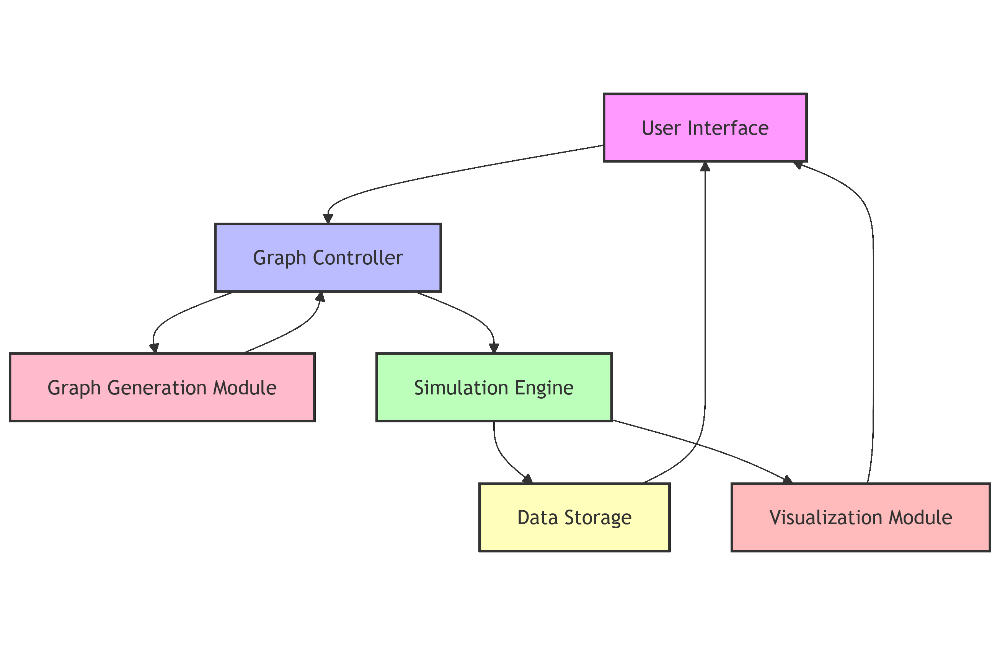 User Interface
Graph Controller
Graph Generation Module
Simulation Engine
Data Storage
Visualization Module